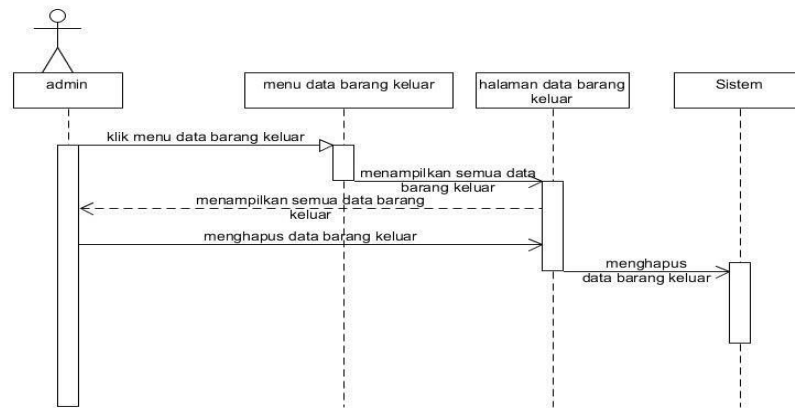 admin
menu data barang keluar
halaman data barang
keluar
Sistem
klik menu data barang keluar
menampilkan semua data
barang keluar
menampilkan semua data barang
keluar
menghapus data barang keluar
menghapus
data barang keluar